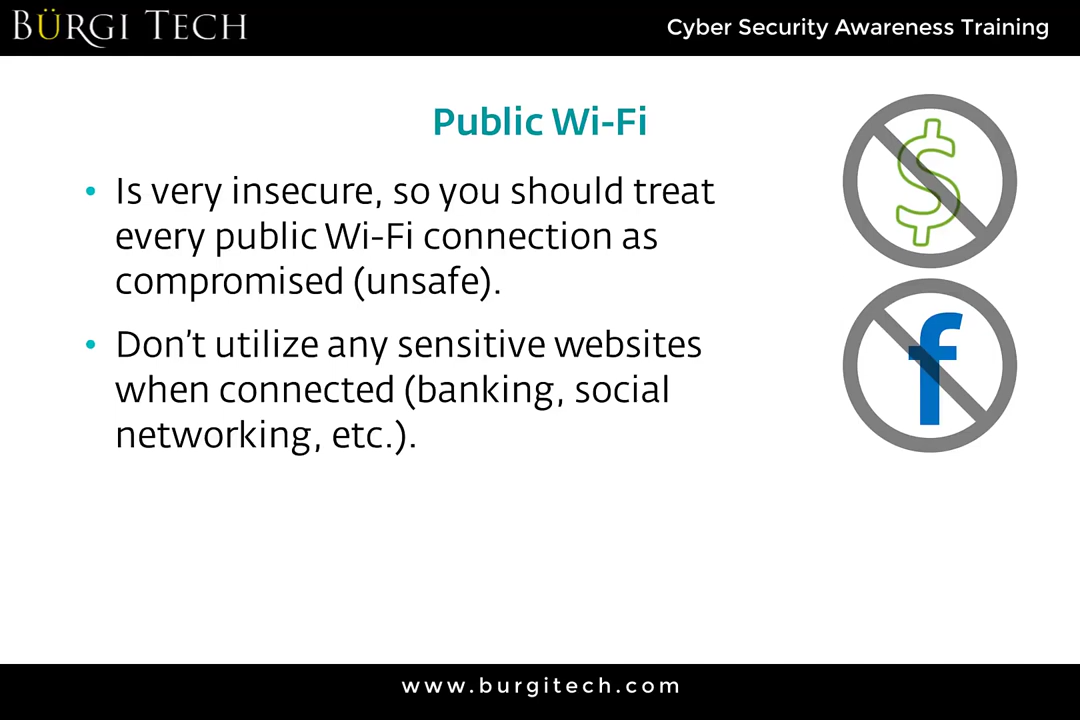 BÜRGI TECH
Cyber Security Awareness Training
Public Wi-Fi
• Is very insecure, so you should treat
every public Wi-Fi connection as
compromised (unsafe).
• Don't utilize any sensitive websites
when connected (banking, social
networking, etc.).
$
f
www.burgitech.com